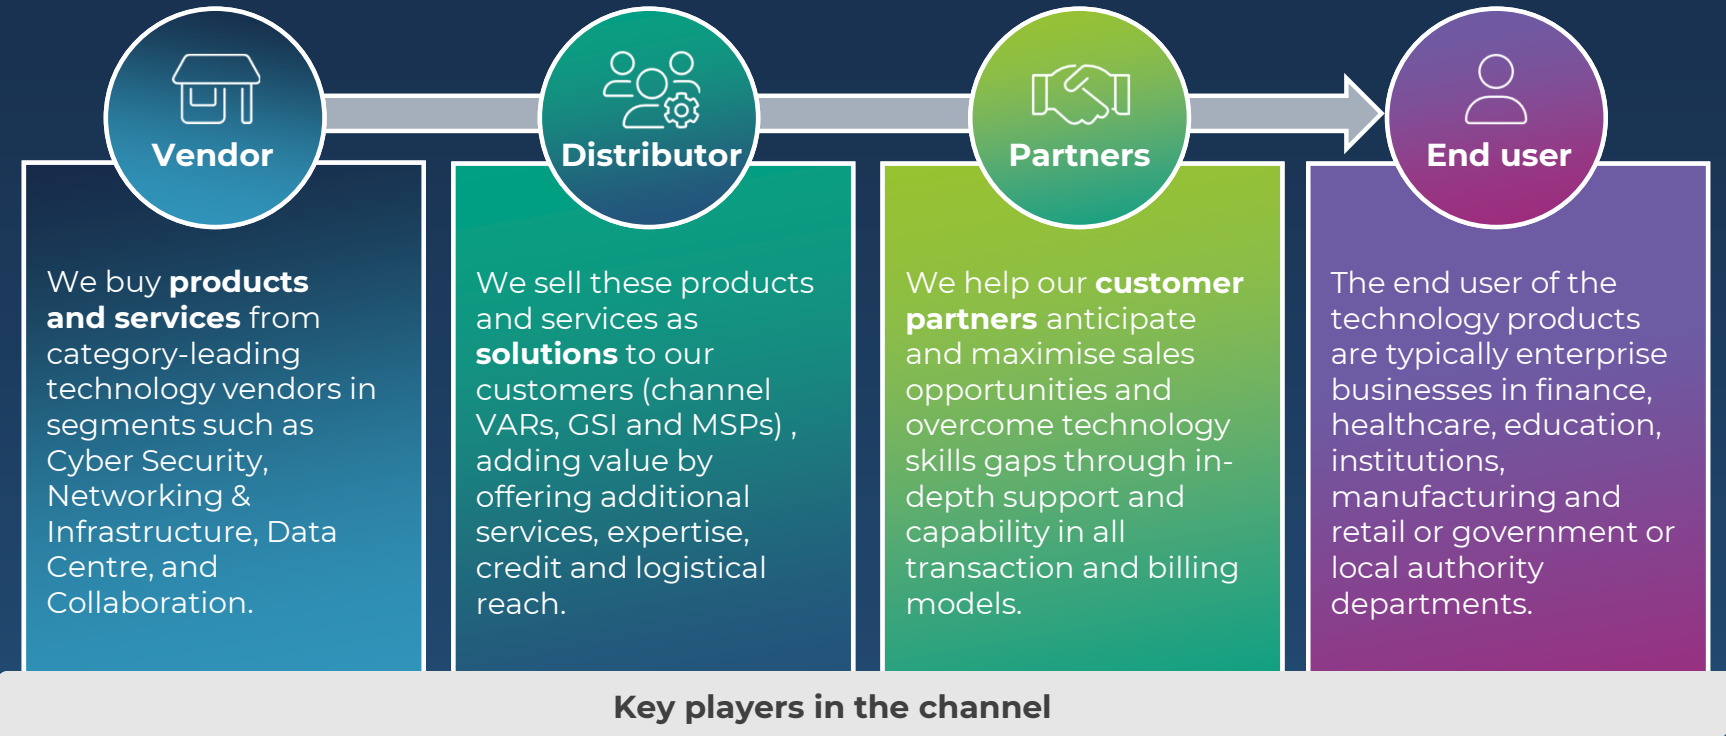 Vendor
We buy products
and services from
category-leading
technology vendors in
segments such as
Cyber Security,
Networking &
Infrastructure, Data
Centre, and
Collaboration.
Distributor
We sell these products
and services as
solutions to our
customers (channel
VARs, GSI and MSPs) ,
adding value by
offering additional
services, expertise,
credit and logistical
reach.
Partners
We help our customer
partners anticipate
and maximise sales
opportunities and
overcome technology
skills gaps through in-
depth support and
capability in all
transaction and billing
models.
End user
The end user of the
technology products
are typically enterprise
businesses in finance,
healthcare, education,
institutions,
manufacturing and
retail or government or
local authority
departments.
Key players in the channel